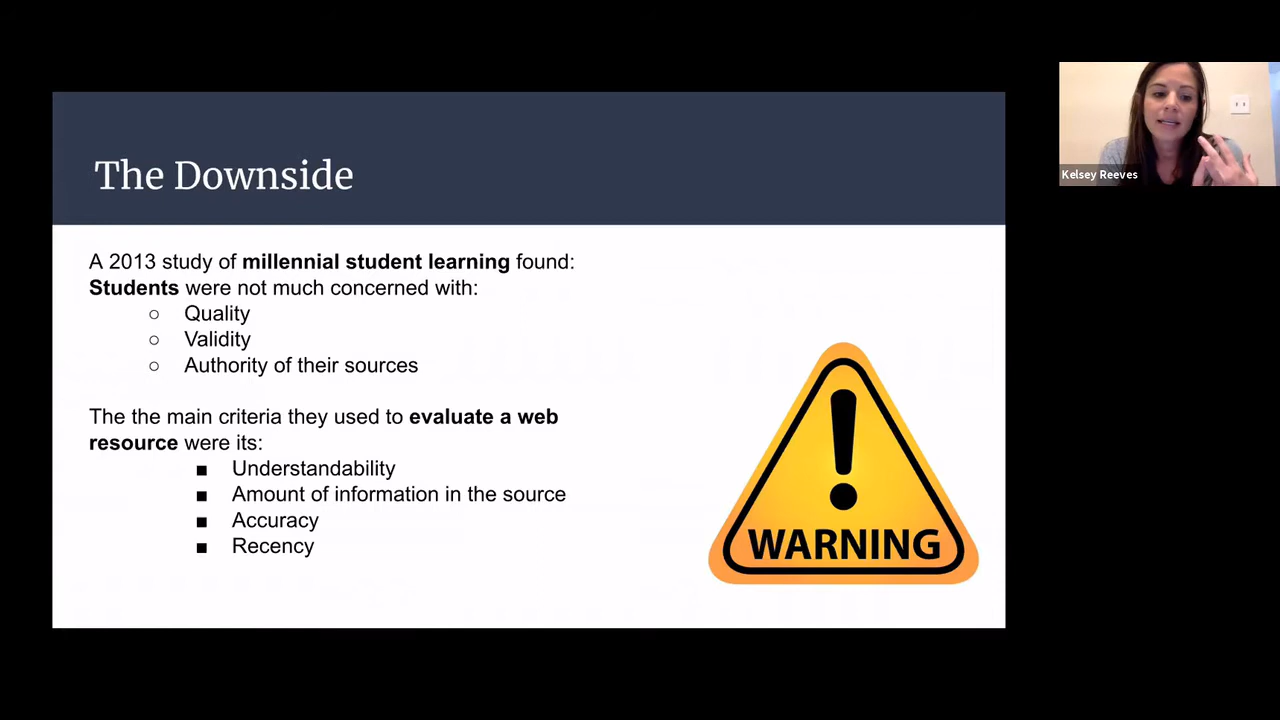 The Downside
A 2013 study of millennial student learning found:
Students were not much concerned with:
○ Quality
○ Validity
○ Authority of their sources
The the main criteria they used to evaluate a web
resource were its:
■ Understandability
■ Amount of information in the source
■ Accuracy
■ Recency
WARNING
Kelsey Reeves